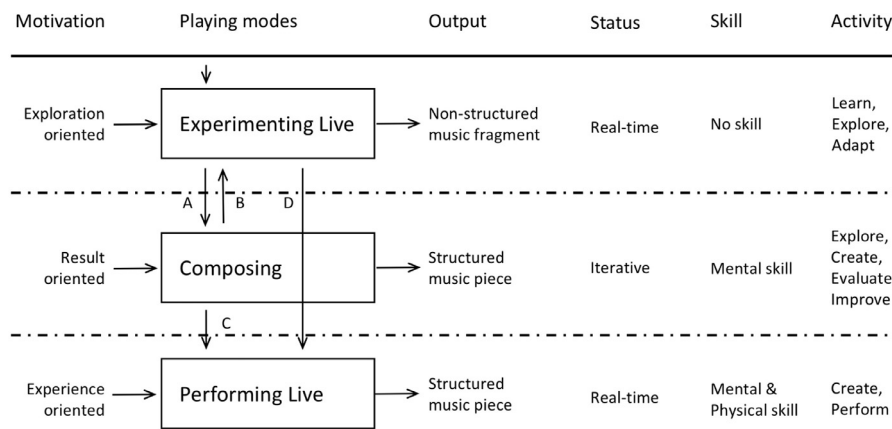 Motivation Playing modes Output Status Skill Activity
Exploration
oriented
Experimenting Live
Non-structured
music fragment
Real-time
No skill
Learn,
Explore,
Adapt
A B D
Result
oriented
Composing
Structured
music piece
Iterative
Mental skill
Explore,
Create,
Evaluate
Improve
C
Experience
oriented
Performing Live
Structured
music piece
Real-time
Mental &
Physical skill
Create,
Perform